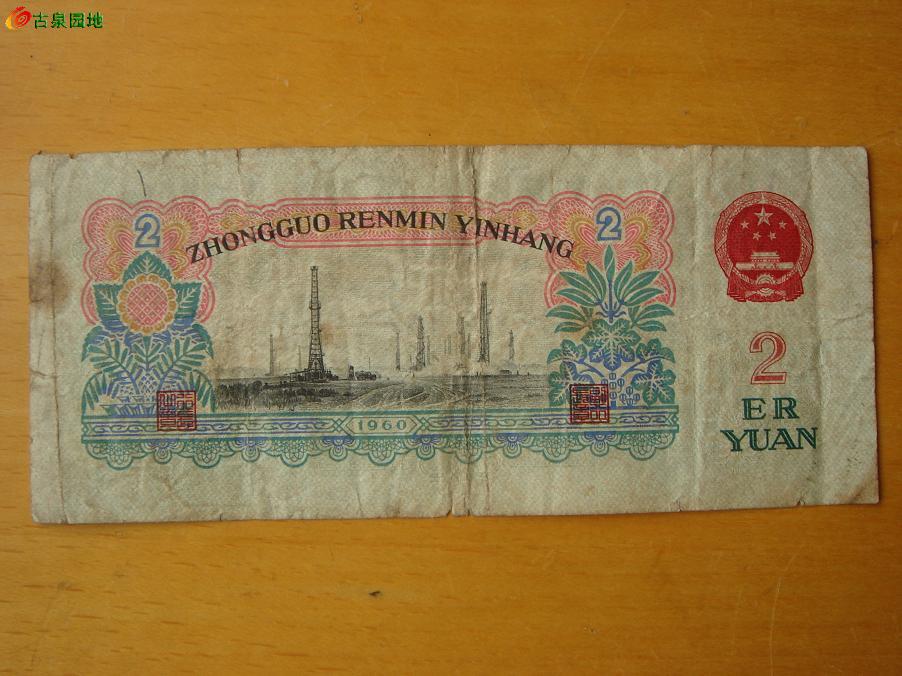 古泉园地
2 2
ZHONGGUO RENMIN YINHANG
1960
2
ER
YUAN